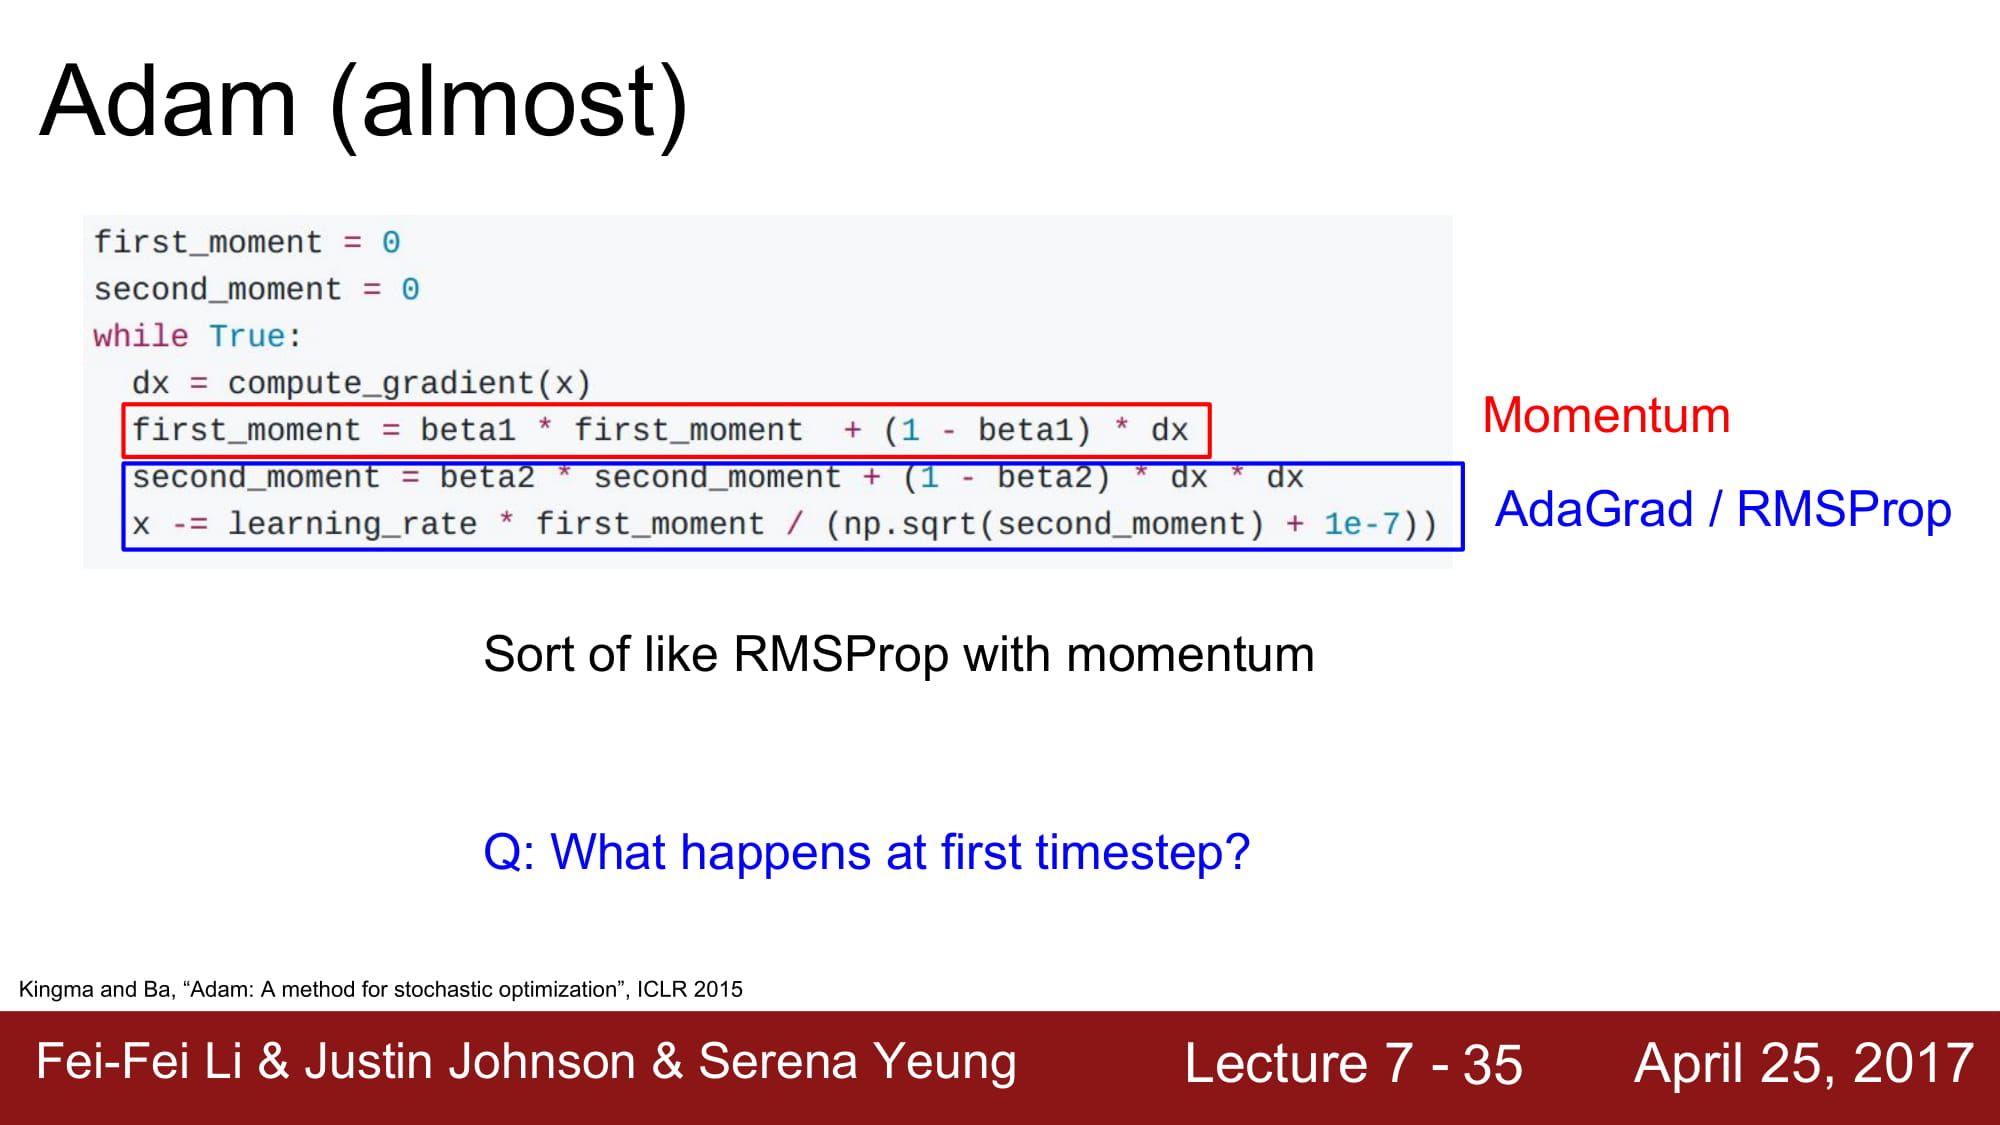 Adam (almost)
first_moment = 0
second_moment = 0
while True:
  dx = compute_gradient(x)
  first_moment = beta1 * first_moment  + (1 - beta1) * dx
  second_moment = beta2 * second_moment + (1 - beta2) * dx * dx
  x -= learning_rate * first_moment / (np.sqrt(second_moment) + 1e-7))
Momentum
AdaGrad / RMSProp
Sort of like RMSProp with momentum
Q: What happens at first timestep?
Kingma and Ba, “Adam: A method for stochastic optimization”, ICLR 2015
Fei-Fei Li & Justin Johnson & Serena Yeung Lecture 7 - 35 April 25, 2017